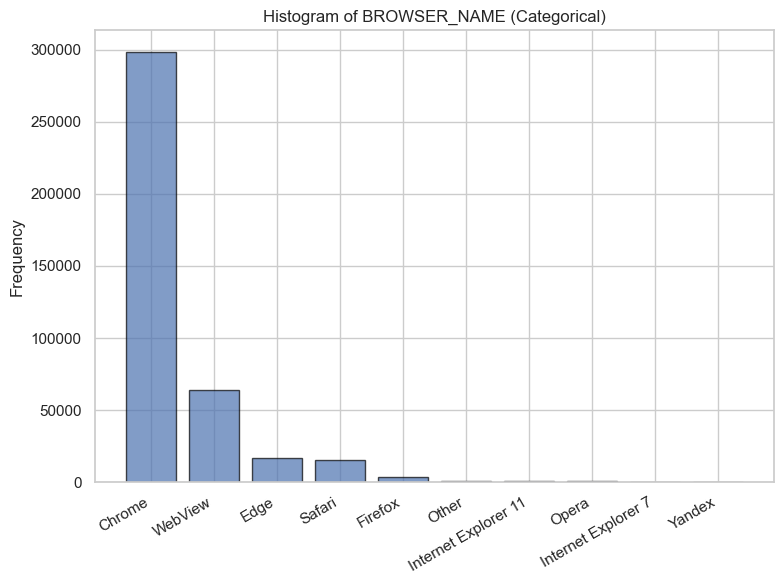 Histogram of BROWSER_NAME (Categorical)
300000
250000
200000
150000
100000
50000
0
Frequency
Chrome
WebView
Edge
Safari
Firefox
Other
Internet Explorer 11
Opera
Internet Explorer 7
Yandex